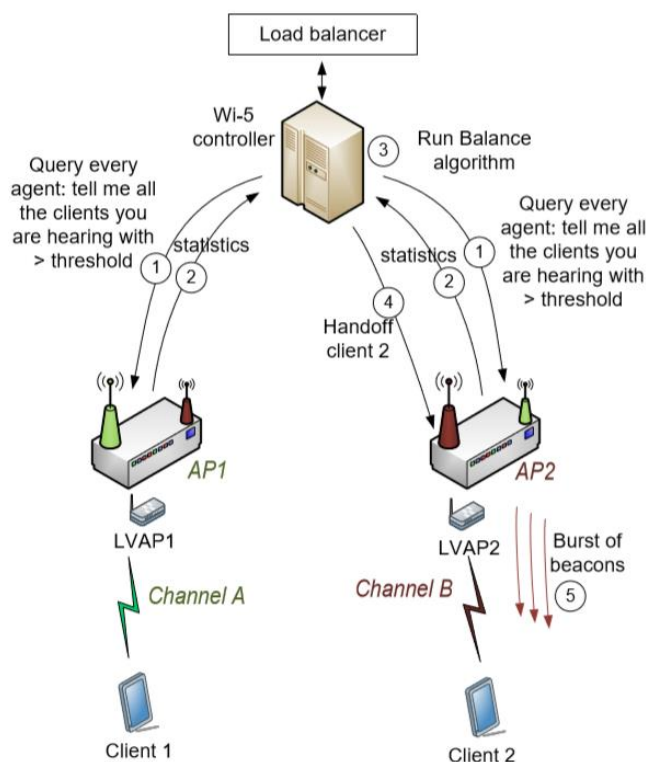 Load balancer
Wi-5
controller
3
Run Balance
algorithm
Query every
agent: tell me all
the clients you
are hearing with
> threshold
1
statistics
2
statistics
2
1
Query every
agent: tell me all
the clients you
are hearing with
> threshold
4
Handoff
client 2
AP1
AP2
LVAP1
LVAP2
Burst of
beacons
5
Channel A
Channel B
Client 1
Client 2